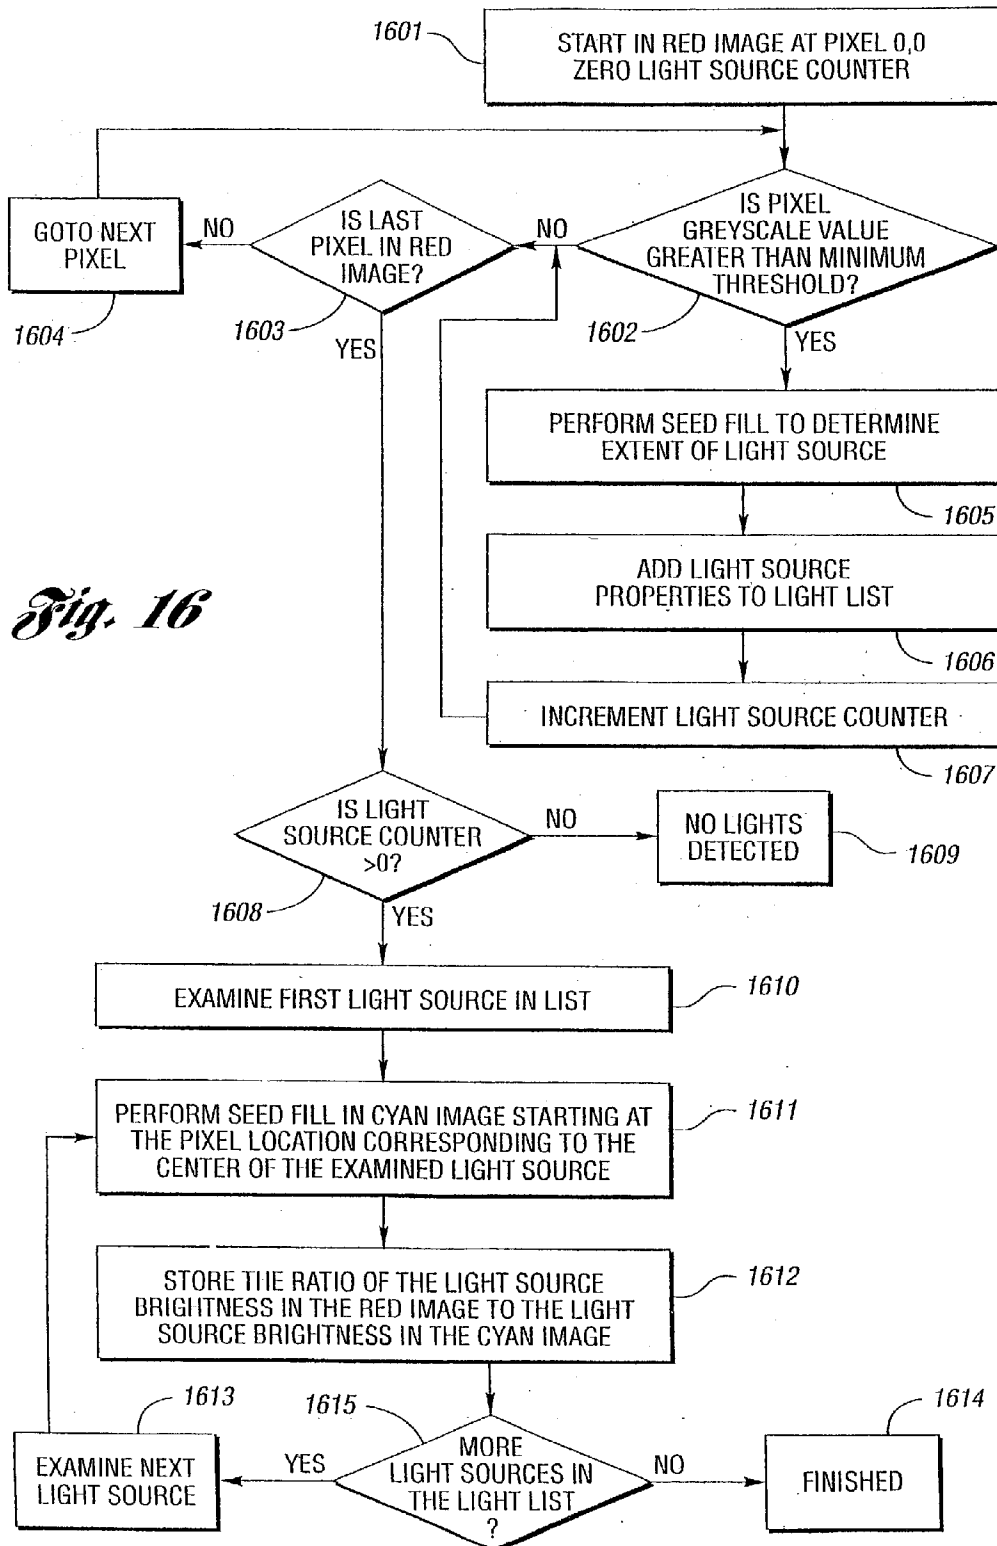 1601
START IN RED IMAGE AT PIXEL 0,0
ZERO LIGHT SOURCE COUNTER
GOTO NEXT
PIXEL
1604
NO
IS LAST
PIXEL IN RED
IMAGE?
1603
YES
NO
IS PIXEL
GREYSCALE VALUE
GREATER THAN MINIMUM
THRESHOLD?
1602
YES
PERFORM SEED FILL TO DETERMINE
EXTENT OF LIGHT SOURCE
1605
ADD LIGHT SOURCE
PROPERTIES TO LIGHT LIST
1606
INCREMENT LIGHT SOURCE COUNTER
1607
Fig. 16
IS LIGHT
SOURCE COUNTER
>0?
1608
NO
NO LIGHTS
DETECTED
1609
YES
EXAMINE FIRST LIGHT SOURCE IN LIST
1610
PERFORM SEED FILL IN CYAN IMAGE STARTING AT
THE PIXEL LOCATION CORRESPONDING TO THE
CENTER OF THE EXAMINED LIGHT SOURCE
1611
STORE THE RATIO OF THE LIGHT SOURCE
BRIGHTNESS IN THE RED IMAGE TO THE LIGHT
SOURCE BRIGHTNESS IN THE CYAN IMAGE
1612
1613
EXAMINE NEXT
LIGHT SOURCE
YES
1615
MORE
LIGHT SOURCES IN
THE LIGHT LIST
?
NO
1614
FINISHED